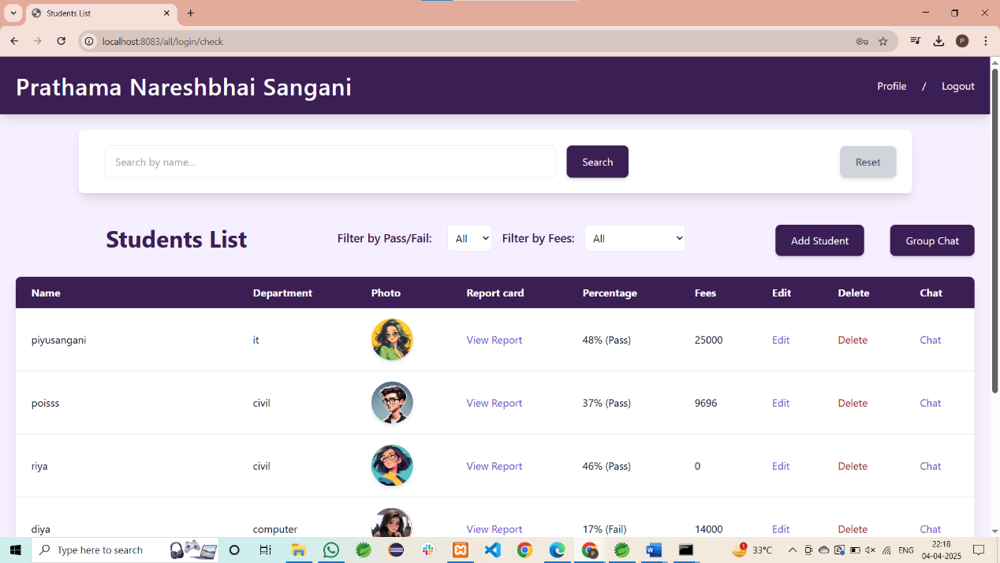 Students List
localhost:8083/all/login/check
P
Prathama Nareshbhai Sangani
Profile / Logout
Search by name...
Search
Reset
Students List
Filter by Pass/Fail: All
Filter by Fees: All
Add Student
Group Chat
Name Department Photo Report card Percentage Fees Edit Delete Chat
piyusangani it View Report 48% (Pass) 25000 Edit Delete Chat
poisss civil View Report 37% (Pass) 9696 Edit Delete Chat
riya civil View Report 46% (Pass) 0 Edit Delete Chat
diya computer View Report 17% (Fail) 14000 Edit Delete Chat
Type here to search
1
33°C
ENG
22:18
04-04-2025